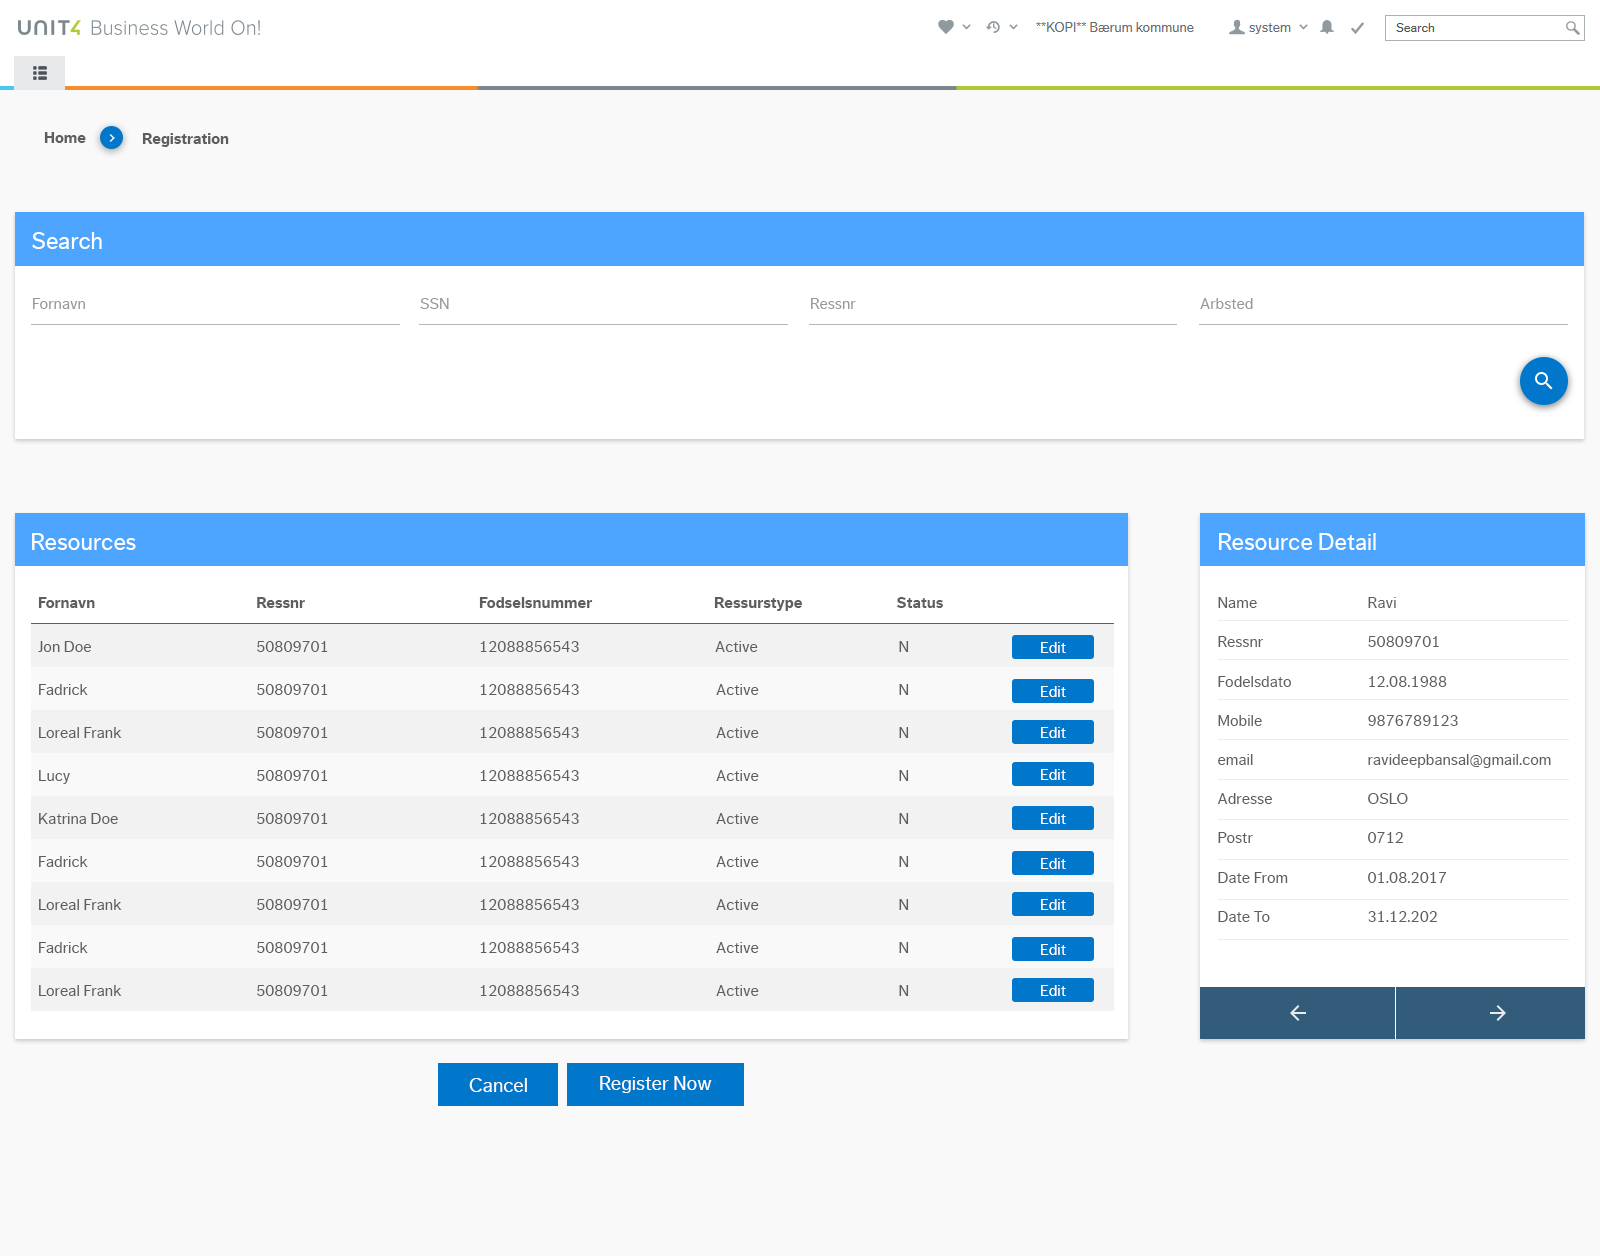 UNIT4 Business World On!
**KOPI** Bærum kommune
system
Search
Home
Registration
Search
Fornavn SSN Ressnr Arbsted
Resources
Fornavn Ressnr Fodselsnummer Ressurstype Status
Jon Doe 50809701 12088856543 Active N Edit
Fadrick 50809701 12088856543 Active N Edit
Loreal Frank 50809701 12088856543 Active N Edit
Lucy 50809701 12088856543 Active N Edit
Katrina Doe 50809701 12088856543 Active N Edit
Fadrick 50809701 12088856543 Active N Edit
Loreal Frank 50809701 12088856543 Active N Edit
Fadrick 50809701 12088856543 Active N Edit
Loreal Frank 50809701 12088856543 Active N Edit
Resource Detail
Name Ravi
Ressnr 50809701
Fodelsdato 12.08.1988
Mobile 9876789123
email ravideepbansal@gmail.com
Adresse OSLO
Postr 0712
Date From 01.08.2017
Date To 31.12.202
Cancel
Register Now